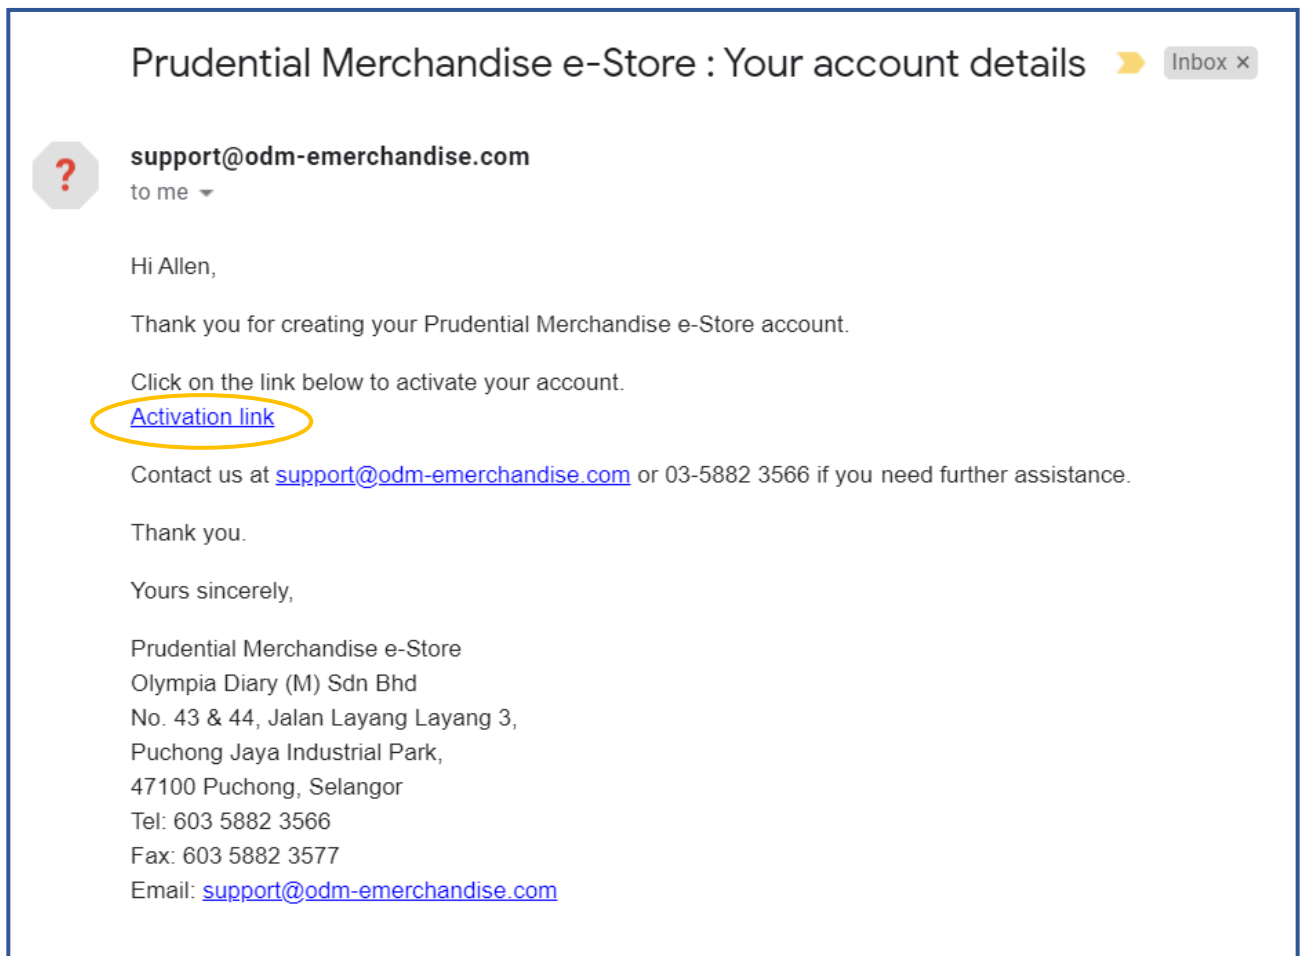 Prudential Merchandise e-Store : Your account details
Inbox ×
?
support@odm-emerchandise.com
to me
Hi Allen,
Thank you for creating your Prudential Merchandise e-Store account.
Click on the link below to activate your account.
Activation link
Contact us at support@odm-emerchandise.com or 03-5882 3566 if you need further assistance.
Thank you.
Yours sincerely,
Prudential Merchandise e-Store
Olympia Diary (M) Sdn Bhd
No. 43 & 44, Jalan Layang Layang 3,
Puchong Jaya Industrial Park,
47100 Puchong, Selangor
Tel: 603 5882 3566
Fax: 603 5882 3577
Email: support@odm-emerchandise.com